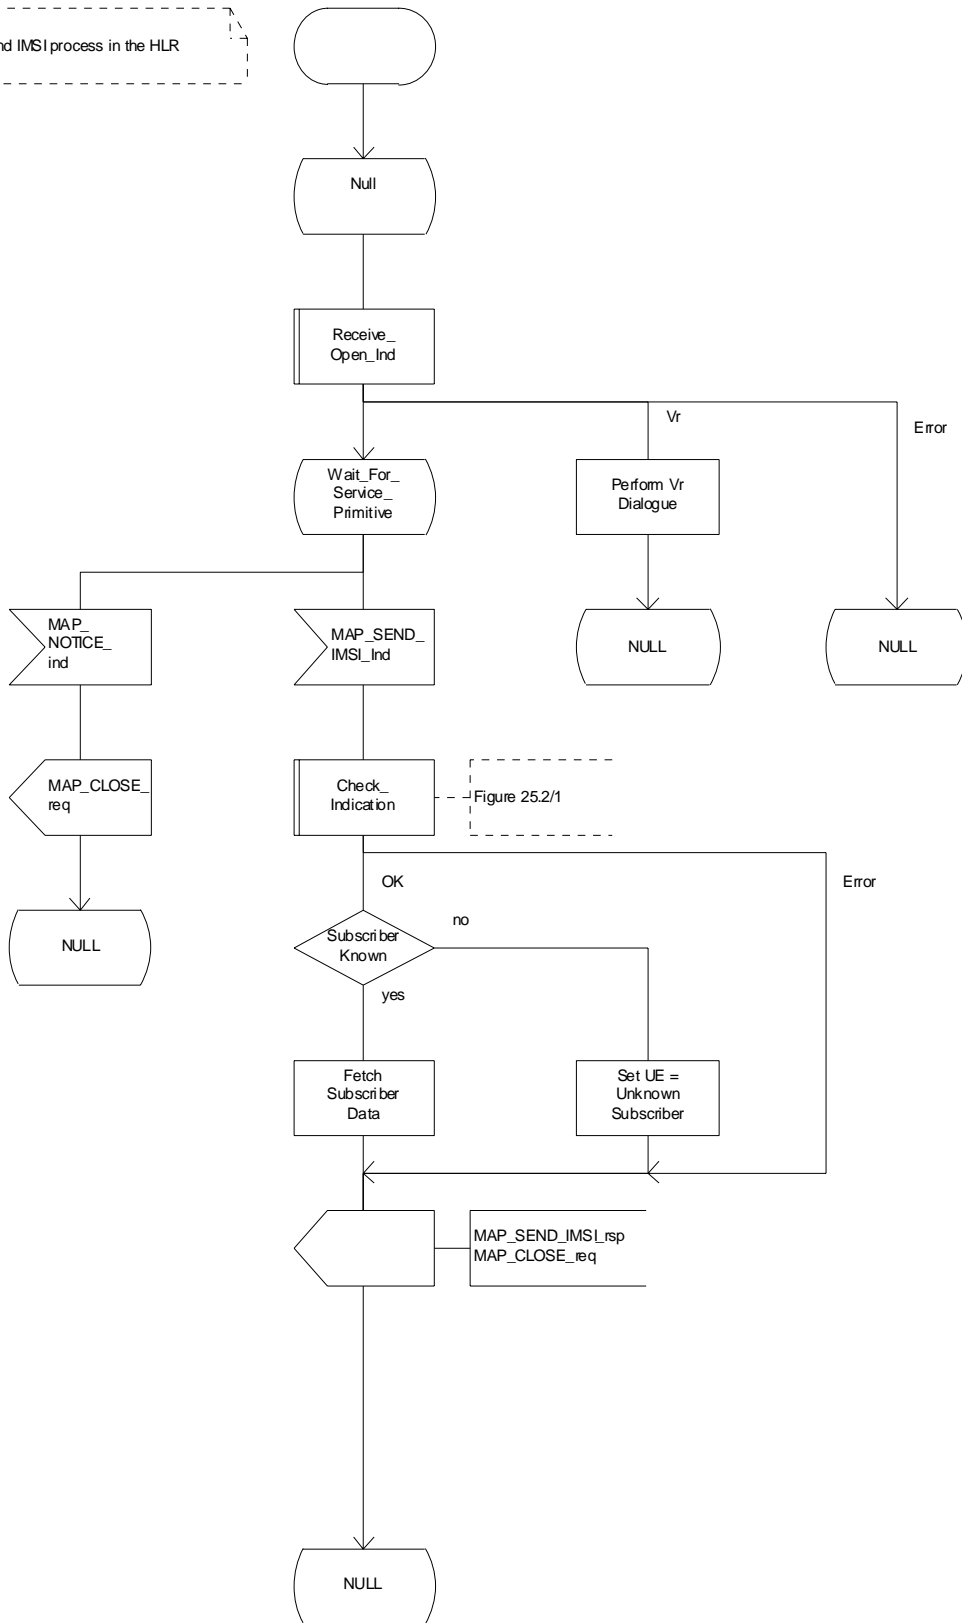 nd IMSI process in the HLR
Null
Receive_
Open_Ind
Vr
Error
Wait_For_
Service_
Primitive
Perform Vr
Dialogue
MAP_
NOTICE_
ind
MAP_SEND_
IMSI_Ind
NULL
NULL
MAP_CLOSE_
req
Check_
Indication
Figure 25.2/1
OK
Error
no
Subscriber
Known
NULL
yes
Fetch
Subscriber
Data
Set UE =
Unknown
Subscriber
MAP_SEND_IMSI_rsp
MAP_CLOSE_req
NULL